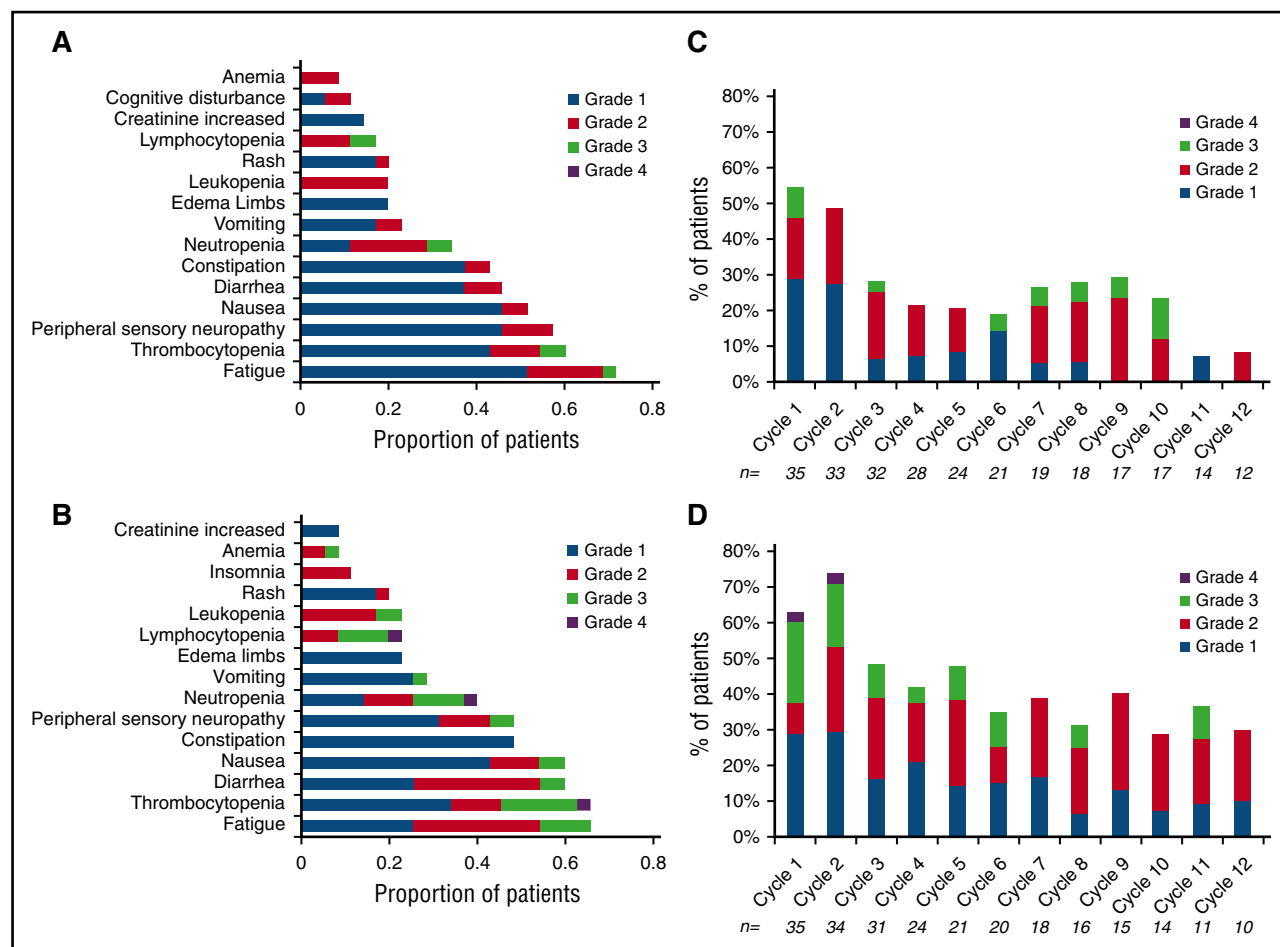 A
Anemia
Cognitive disturbance
Creatinine increased
Lymphocytopenia
Rash
Leukopenia
Edema Limbs
Vomiting
Neutropenia
Constipation
Diarrhea
Nausea
Peripheral sensory neuropathy
Thrombocytopenia
Fatigue
Grade 1
Grade 2
Grade 3
Grade 4
0 0.2 0.4 0.6 0.8
Proportion of patients
C
80%
70%
60%
50%
40%
30%
20%
10%
0%
% of patients
Grade 4
Grade 3
Grade 2
Grade 1
Cycle 1 Cycle 2 Cycle 3 Cycle 4 Cycle 5 Cycle 6 Cycle 7 Cycle 8 Cycle 9 Cycle 10 Cycle 11 Cycle 12
n= 35 33 32 28 24 21 19 18 17 17 14 12
B
Creatinine increased
Anemia
Insomnia
Rash
Leukopenia
Lymphocytopenia
Edema limbs
Vomiting
Neutropenia
Peripheral sensory neuropathy
Constipation
Nausea
Diarrhea
Thrombocytopenia
Fatigue
Grade 1
Grade 2
Grade 3
Grade 4
0 0.2 0.4 0.6 0.8
Proportion of patients
D
80%
70%
60%
50%
40%
30%
20%
10%
0%
% of patients
Grade 4
Grade 3
Grade 2
Grade 1
Cycle 1 Cycle 2 Cycle 3 Cycle 4 Cycle 5 Cycle 6 Cycle 7 Cycle 8 Cycle 9 Cycle 10 Cycle 11 Cycle 12
n= 35 34 31 24 21 20 18 16 15 14 11 10